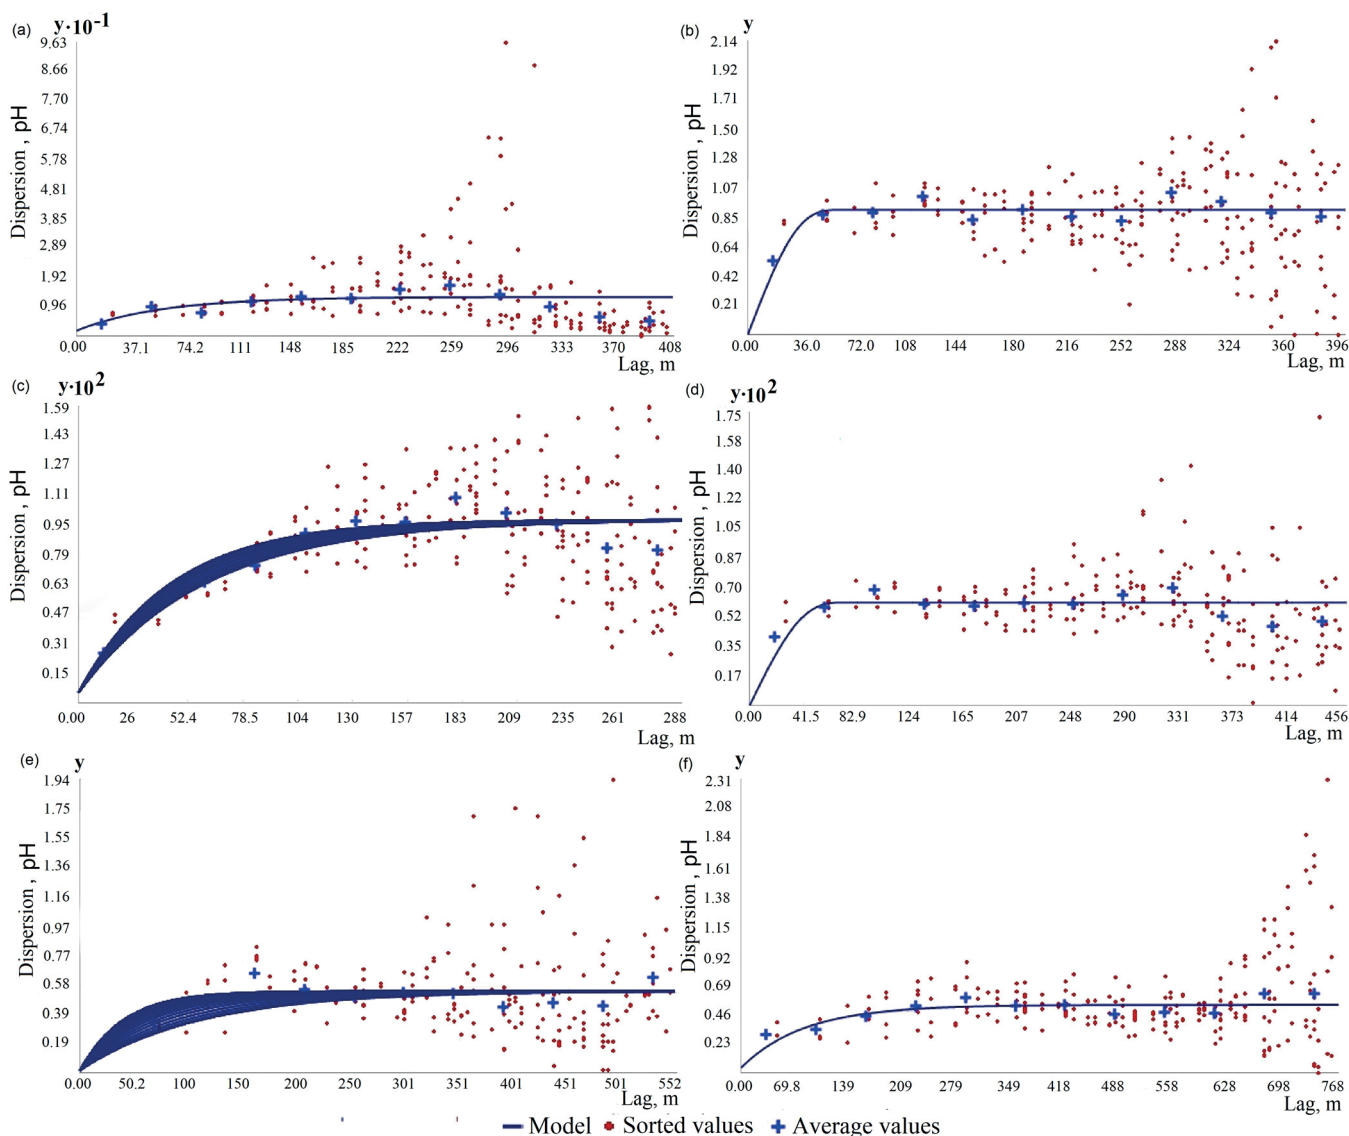 (a) y·10⁻¹
9.63
8.66
7.70
6.74
5.78
4.81
3.85
2.89
1.92
0.96
Dispersion , pH
0.00 37.1 74.2 111 148 185 222 259 296 333 370 408
Lag, m
(b) y
2.14
1.92
1.71
1.50
1.28
1.07
0.85
0.64
0.42
0.21
Dispersion , pH
0.00 36.0 72.0 108 144 180 216 252 288 324 360 396
Lag, m
(c) y·10²
1.59
1.43
1.27
1.11
0.95
0.79
0.63
0.47
0.31
0.15
Dispersion , pH
0.00 26 52.4 78.5 104 130 157 183 209 235 261 288
Lag, m
(d) y·10²
1.75
1.58
1.40
1.22
1.05
0.87
0.70
0.52
0.35
0.17
Dispersion , pH
0.00 41.5 82.9 124 165 207 248 290 331 373 414 456
Lag, m
(e) y
1.94
1.75
1.55
1.36
1.16
0.97
0.77
0.58
0.39
0.19
Dispersion , pH
0.00 50.2 100 150 200 250 301 351 401 451 501 552
Lag, m
(f) y
2.31
2.08
1.84
1.61
1.38
1.15
0.92
0.69
0.46
0.23
Dispersion , pH
0.00 69.8 139 209 279 349 418 488 558 628 698 768
Lag, m
Model Sorted values Average values